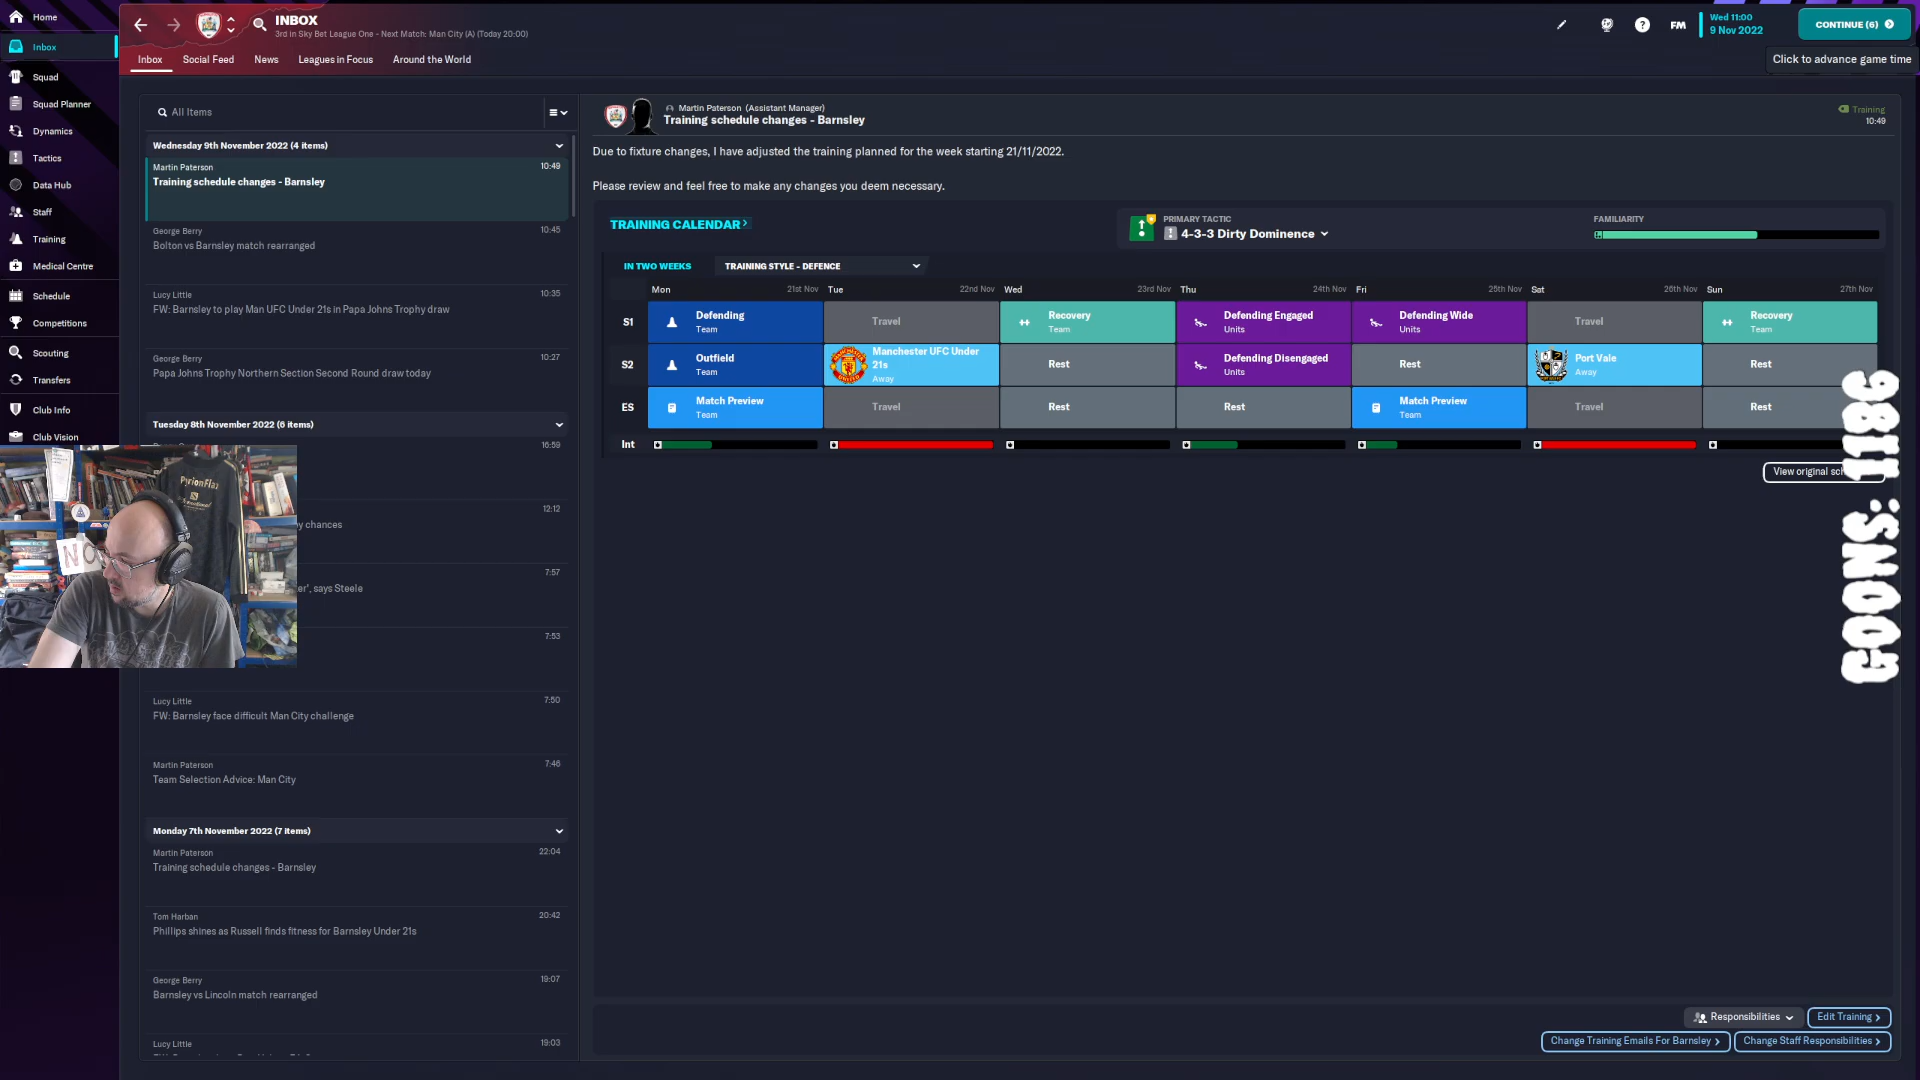 Home
Inbox
Squad
Squad Planner
Dynamics
Tactics
Data Hub
Staff
Training
Medical Centre
Schedule
Competitions
Scouting
Transfers
Club Info
Club Vision
INBOX
3rd in Sky Bet League One - Next Match: Man City (A) (Today 20:00)
FM
Wed 11:00
9 Nov 2022
CONTINUE (6)
Click to advance game time
Inbox
Social Feed
News
Leagues in Focus
Around the World
All Items
Wednesday 9th November 2022 (4 items)
Martin Paterson
10:49
Training schedule changes - Barnsley
George Berry
10:45
Bolton vs Barnsley match rearranged
Lucy Little
10:35
FW: Barnsley to play Man UFC Under 21s in Papa Johns Trophy draw
George Berry
10:27
Papa Johns Trophy Northern Section Second Round draw today
Tuesday 8th November 2022 (6 items)
16:59
12:12
y chances
7:57
er', says Steele
7:53
Lucy Little
7:50
FW: Barnsley face difficult Man City challenge
Martin Paterson
7:46
Team Selection Advice: Man City
Monday 7th November 2022 (7 items)
Martin Paterson
22:04
Training schedule changes - Barnsley
Tom Harban
20:42
Phillips shines as Russell finds fitness for Barnsley Under 21s
George Berry
19:07
Barnsley vs Lincoln match rearranged
Lucy Little
19:03
Martin Paterson (Assistant Manager)
Training schedule changes - Barnsley
Training
10:49
Due to fixture changes, I have adjusted the training planned for the week starting 21/11/2022.
Please review and feel free to make any changes you deem necessary.
TRAINING CALENDAR
PRIMARY TACTIC
4-3-3 Dirty Dominence
FAMILIARITY
IN TWO WEEKS
TRAINING STYLE - DEFENCE
Mon 21st Nov Tue 22nd Nov Wed 23rd Nov Thu 24th Nov Fri 25th Nov Sat 26th Nov Sun 27th Nov
S1
Defending
Team
Travel
Recovery
Team
Defending Engaged
Units
Defending Wide
Units
Travel
Recovery
Team
S2
Outfield
Team
Manchester UFC Under
21s
Away
Rest
Defending Disengaged
Units
Rest
Port Vale
Away
Rest
ES
Match Preview
Team
Travel
Rest
Rest
Match Preview
Team
Travel
Rest
Int
View original sch
GOONS: 1186
PyrionFlax
Responsibilities
Edit Training
Change Training Emails For Barnsley
Change Staff Responsibilities